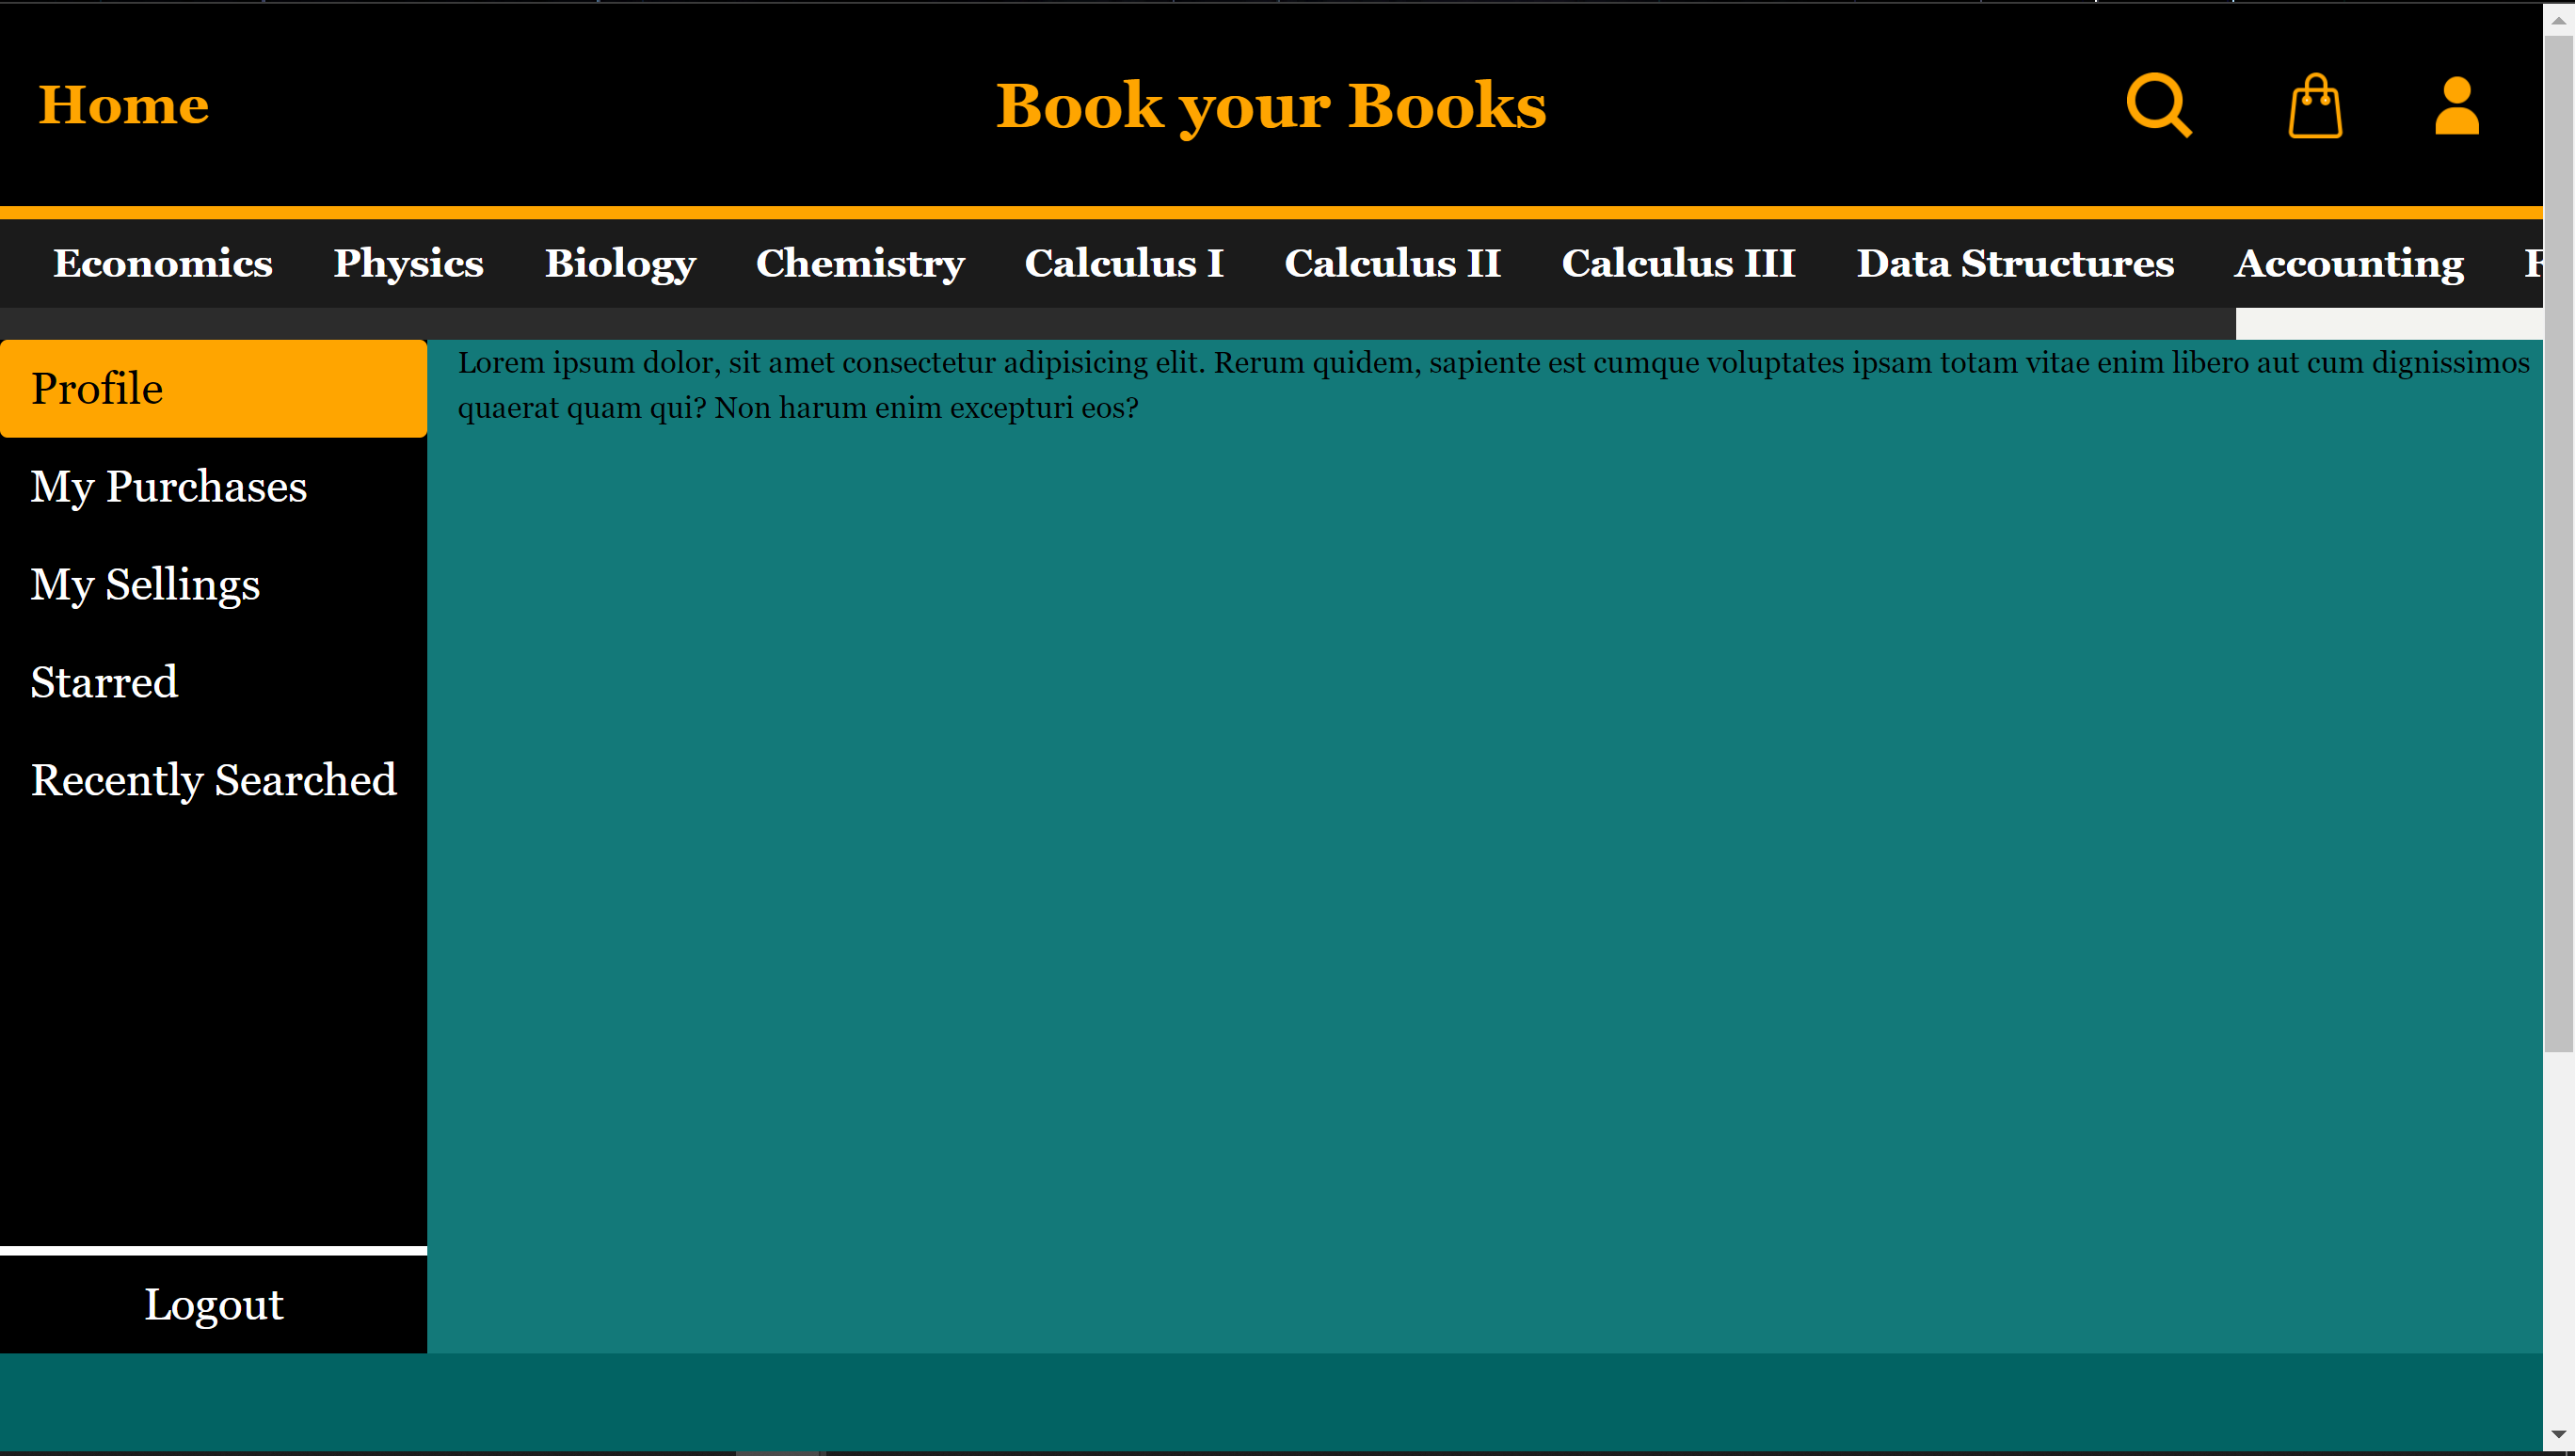 Home
Book your Books
Economics Physics Biology Chemistry Calculus I Calculus II Calculus III Data Structures Accounting
Profile
My Purchases
My Sellings
Starred
Recently Searched
Logout
Lorem ipsum dolor, sit amet consectetur adipisicing elit. Rerum quidem, sapiente est cumque voluptates ipsam totam vitae enim libero aut cum dignissimos
quaerat quam qui? Non harum enim excepturi eos?